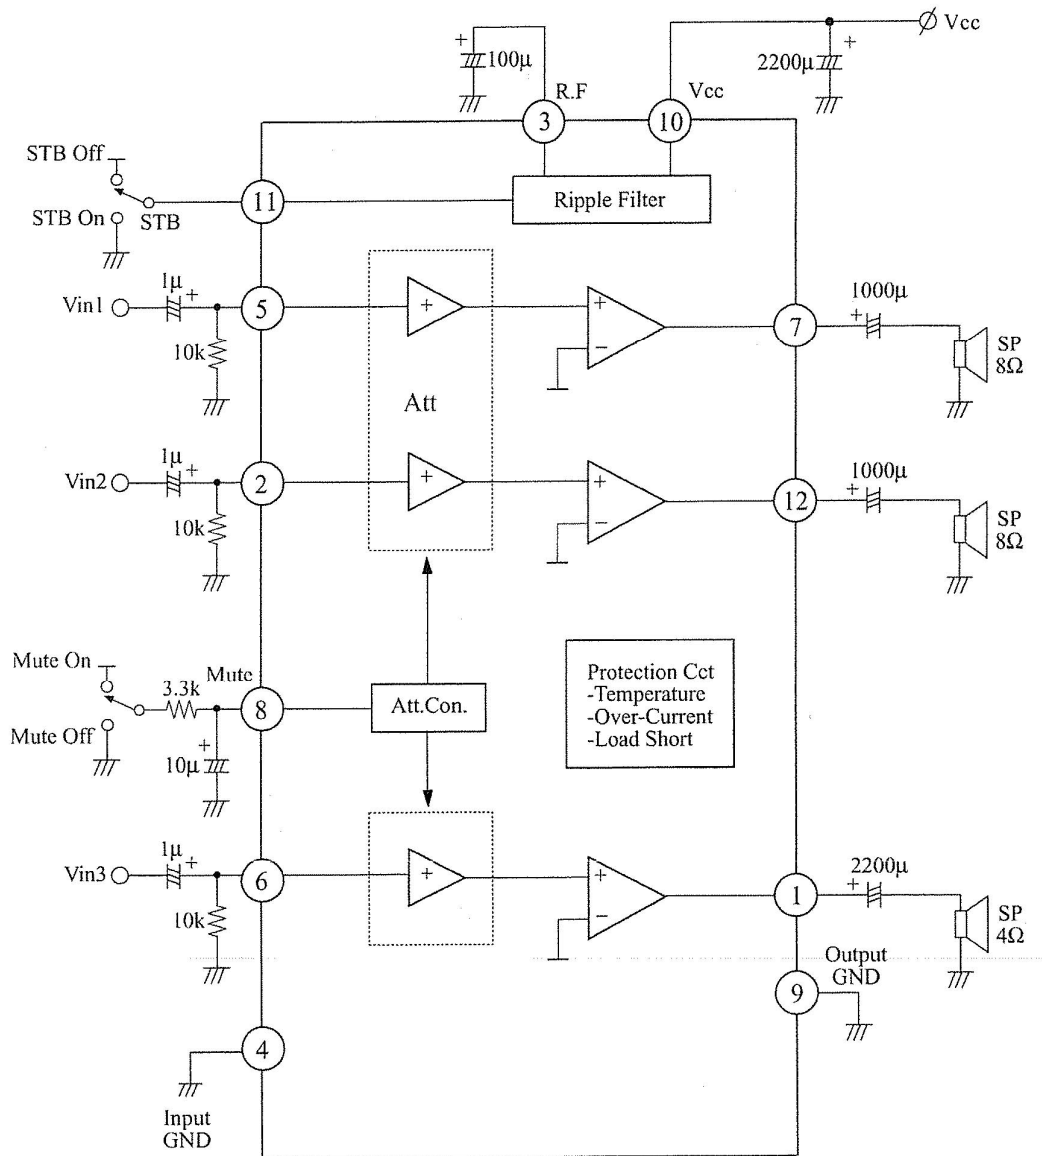 Vcc
100μ
2200μ
R.F
Vcc
3
10
STB Off
Ripple Filter
11
STB On
STB
1μ
1000μ
Vin1
5
+
+
−
7
10k
SP
8Ω
Att
1μ
1000μ
Vin2
2
+
+
−
12
10k
SP
8Ω
Mute On
3.3k
Mute
8
Att.Con.
Protection Cct
-Temperature
-Over-Current
-Load Short
Mute Off
10μ
1μ
2200μ
Vin3
6
+
+
−
1
10k
SP
4Ω
Output
GND
9
4
Input
GND